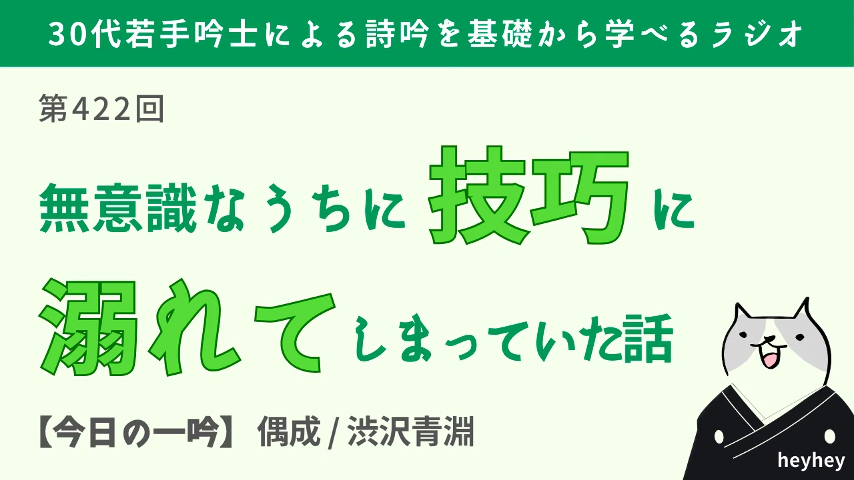 30代若手吟士による詩吟を基礎から学べるラジオ
第422回
無意識なうちに技巧に
溺れてしまっていた話
【今日の一吟】 偶成 / 渋沢青淵
heyhey